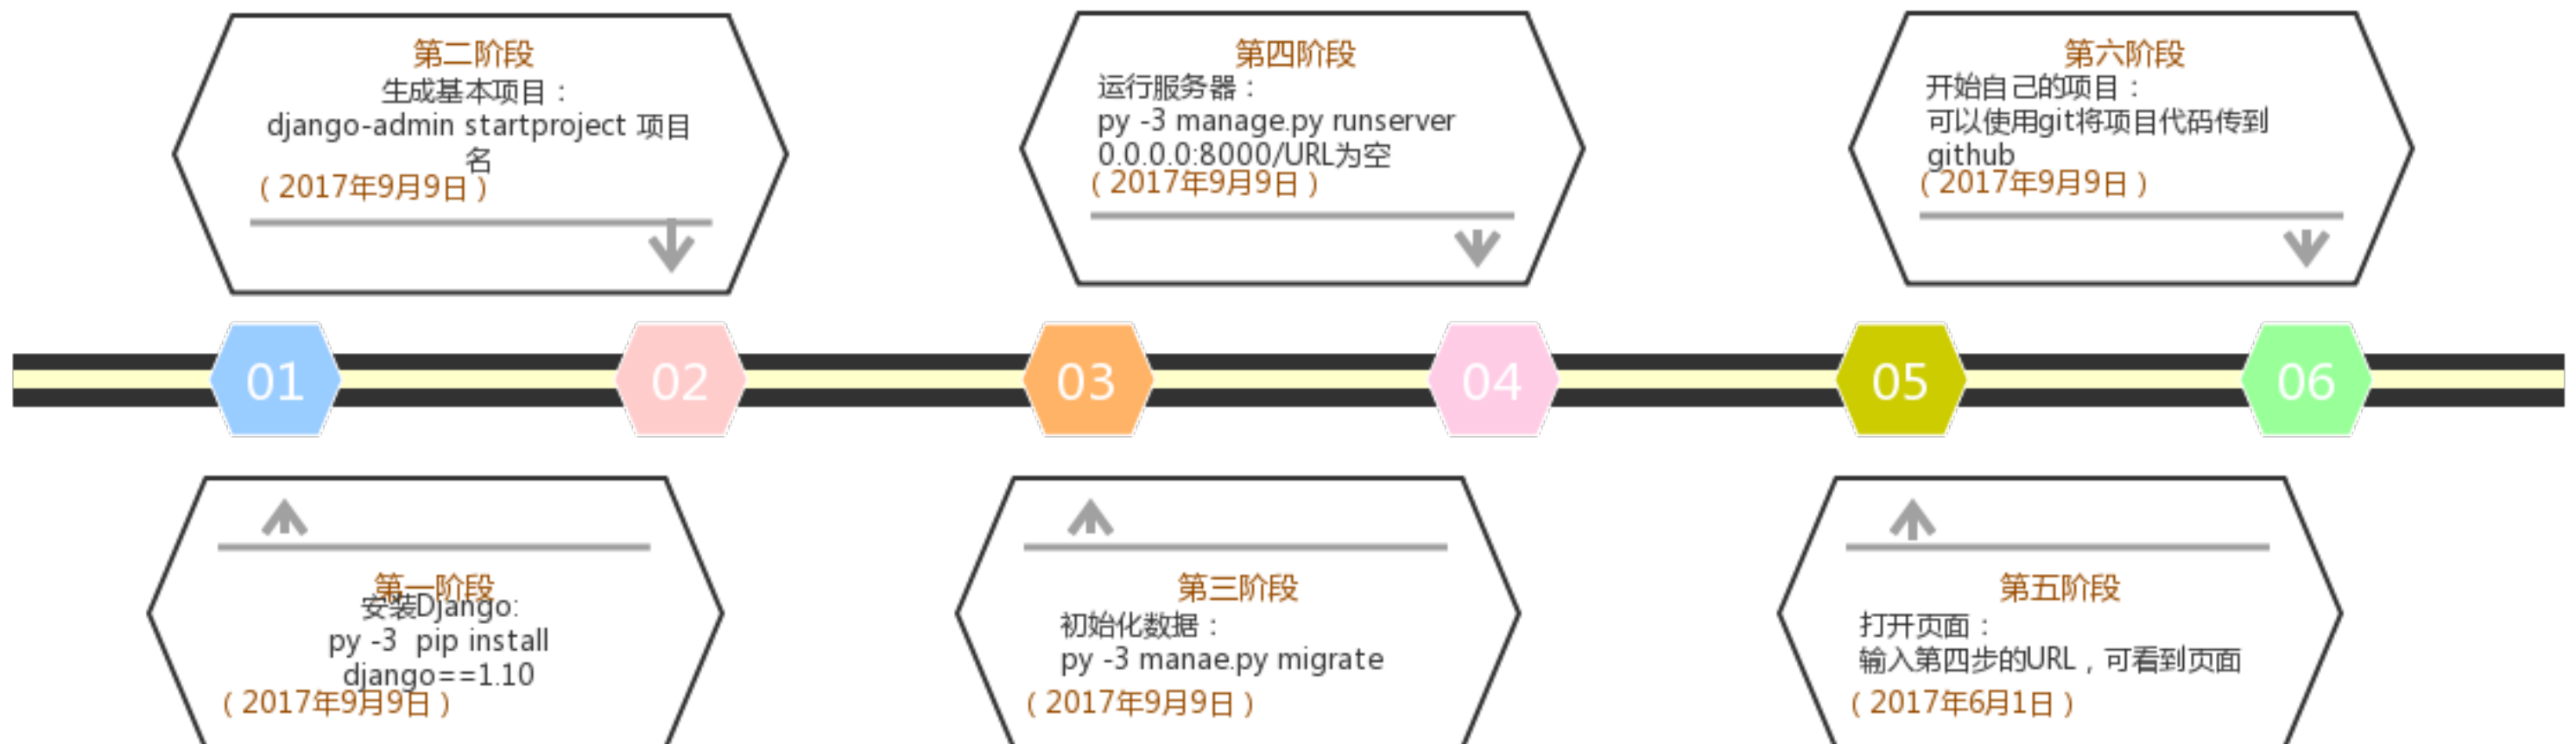 第二阶段
生成基本项目：
django-admin startproject 项目
名
（2017年9月9日）
第四阶段
运行服务器：
py -3 manage.py runserver
0.0.0.0:8000/URL为空
（2017年9月9日）
第六阶段
开始自己的项目：
可以使用git将项目代码传到
github
（2017年9月9日）
01
02
03
04
05
06
第一阶段
安装Django:
py -3  pip install
django==1.10
（2017年9月9日）
第三阶段
初始化数据：
py -3 manae.py migrate
（2017年9月9日）
第五阶段
打开页面：
输入第四步的URL，可看到页面
（2017年6月1日）